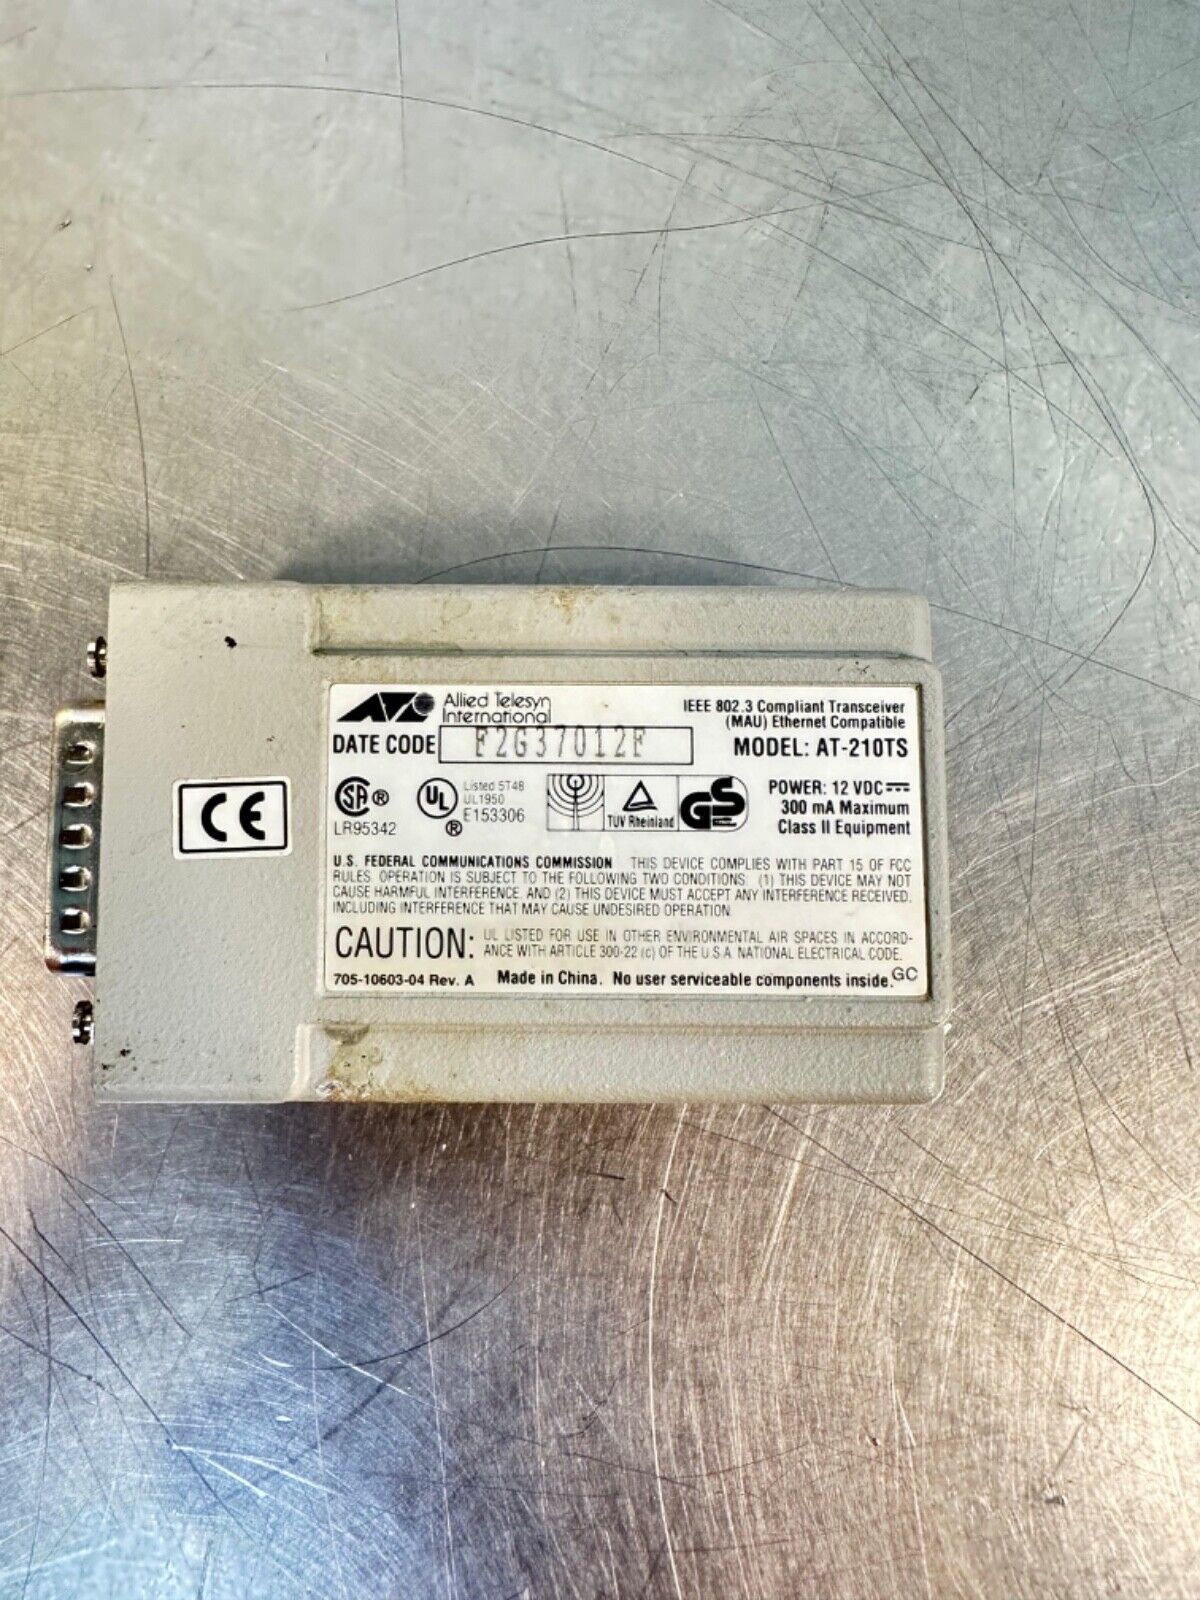 Allied Telesyn
International
IEEE 802.3 Compliant Transceiver
(MAU) Ethernet Compatible
DATE CODE F2G37012F
MODEL: AT-210TS
CE
SA ®
LR95342
UL ®
Listed 5T48
UL1950
E153306
TUV Rheinland
GS
POWER: 12 VDC
300 mA Maximum
Class II Equipment
U.S. FEDERAL COMMUNICATIONS COMMISSION THIS DEVICE COMPLIES WITH PART 15 OF FCC
RULES. OPERATION IS SUBJECT TO THE FOLLOWING TWO CONDITIONS: (1) THIS DEVICE MAY NOT
CAUSE HARMFUL INTERFERENCE, AND (2) THIS DEVICE MUST ACCEPT ANY INTERFERENCE RECEIVED,
INCLUDING INTERFERENCE THAT MAY CAUSE UNDESIRED OPERATION.
CAUTION: UL LISTED FOR USE IN OTHER ENVIRONMENTAL AIR SPACES IN ACCORD-
ANCE WITH ARTICLE 300-22 (c) OF THE U.S.A. NATIONAL ELECTRICAL CODE.
705-10603-04 Rev. A Made in China. No user serviceable components inside. GC